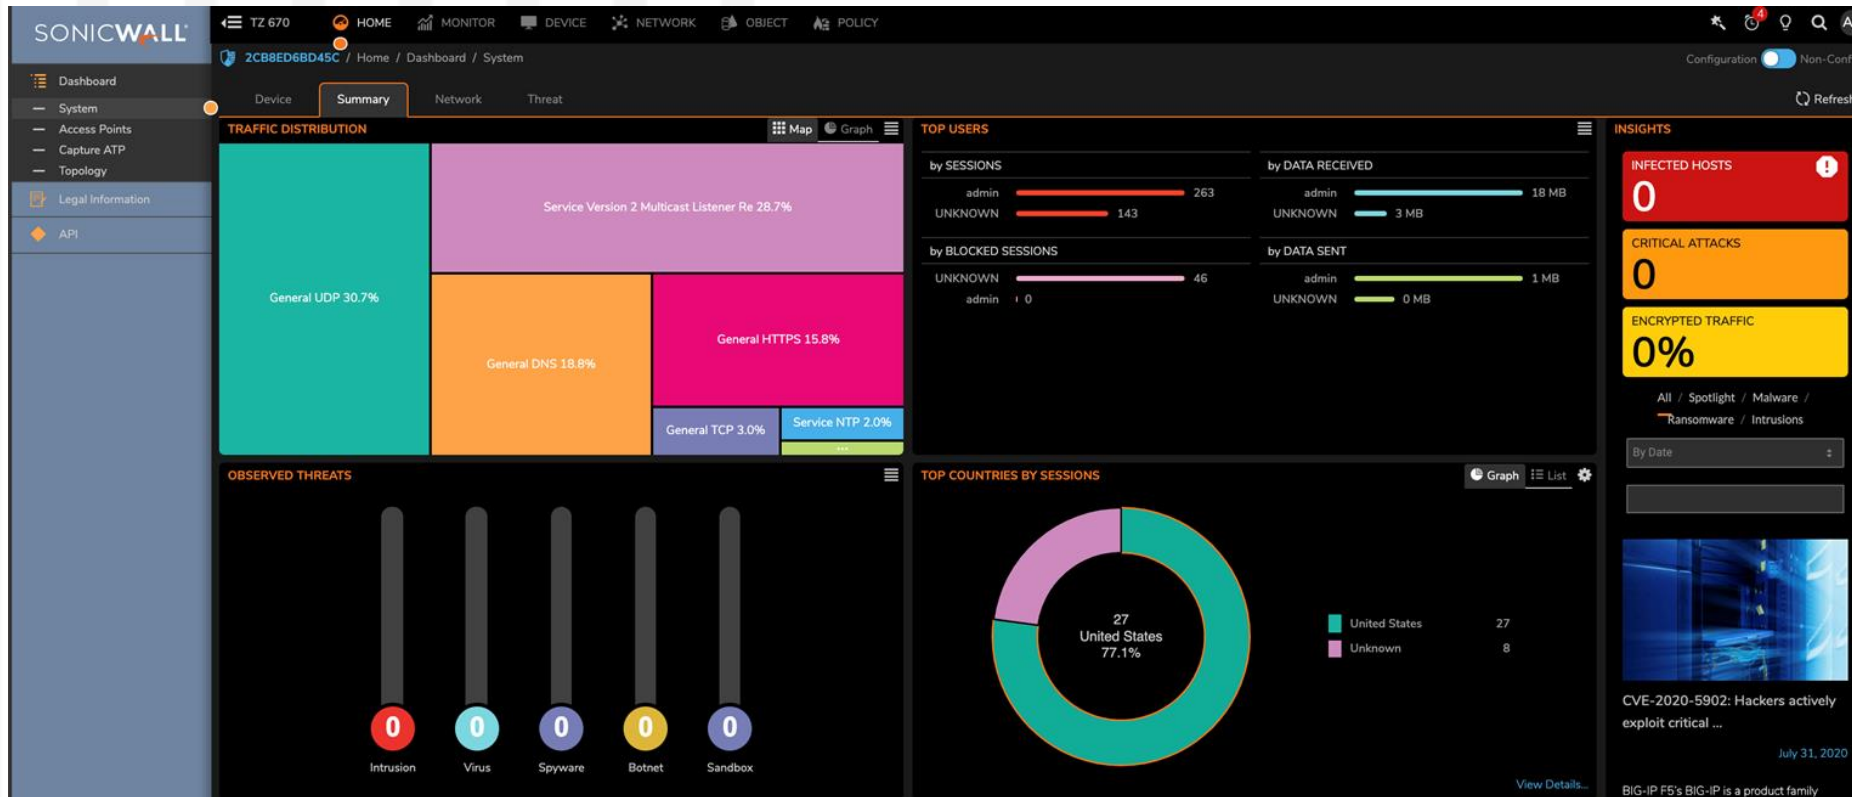 SONICWALL
TZ 670
HOME
MONITOR
DEVICE
NETWORK
OBJECT
POLICY
4
A
2CB8ED6BD45C / Home / Dashboard / System
Configuration
Non-Conf
Dashboard
System
Access Points
Capture ATP
Topology
Legal Information
API
Device
Summary
Network
Threat
Refresh
TRAFFIC DISTRIBUTION
Map
Graph
General UDP 30.7%
Service Version 2 Multicast Listener Re 28.7%
General DNS 18.8%
General HTTPS 15.8%
General TCP 3.0%
Service NTP 2.0%
...
TOP USERS
by SESSIONS
admin 263
UNKNOWN 143
by DATA RECEIVED
admin 18 MB
UNKNOWN 3 MB
by BLOCKED SESSIONS
UNKNOWN 46
admin 0
by DATA SENT
admin 1 MB
UNKNOWN 0 MB
OBSERVED THREATS
0 0 0 0 0
Intrusion Virus Spyware Botnet Sandbox
TOP COUNTRIES BY SESSIONS
Graph
List
27
United States
77.1%
United States 27
Unknown 8
View Details...
INSIGHTS
INFECTED HOSTS
0
CRITICAL ATTACKS
0
ENCRYPTED TRAFFIC
0%
All / Spotlight / Malware /
Ransomware / Intrusions
By Date
CVE-2020-5902: Hackers actively
exploit critical ...
July 31, 2020
BIG-IP F5's BIG-IP is a product family